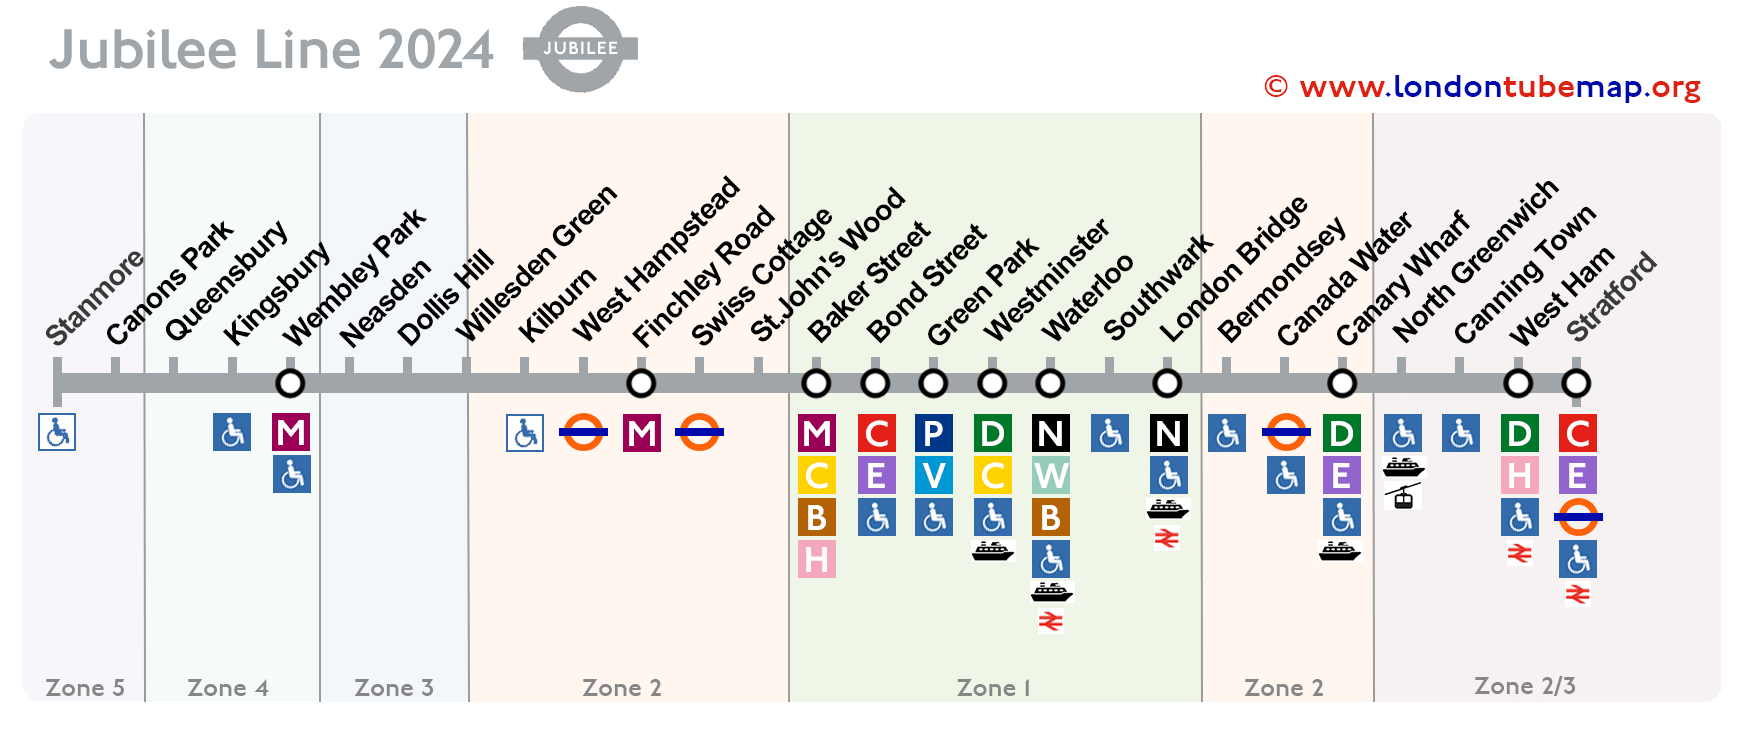 Jubilee Line 2024
JUBILEE
© www.londontubemap.org
Stanmore
Canons Park
Queensbury
Kingsbury
Wembley Park
Neasden
Dollis Hill
Willesden Green
Kilburn
West Hampstead
Finchley Road
Swiss Cottage
St.John's Wood
Baker Street
Bond Street
Green Park
Westminster
Waterloo
Southwark
London Bridge
Bermondsey
Canada Water
Canary Wharf
North Greenwich
Canning Town
West Ham
Stratford
M
M
M
C
B
H
C
E
P
V
D
C
N
W
B
N
D
E
D
H
C
E
Zone 5
Zone 4
Zone 3
Zone 2
Zone 1
Zone 2
Zone 2/3